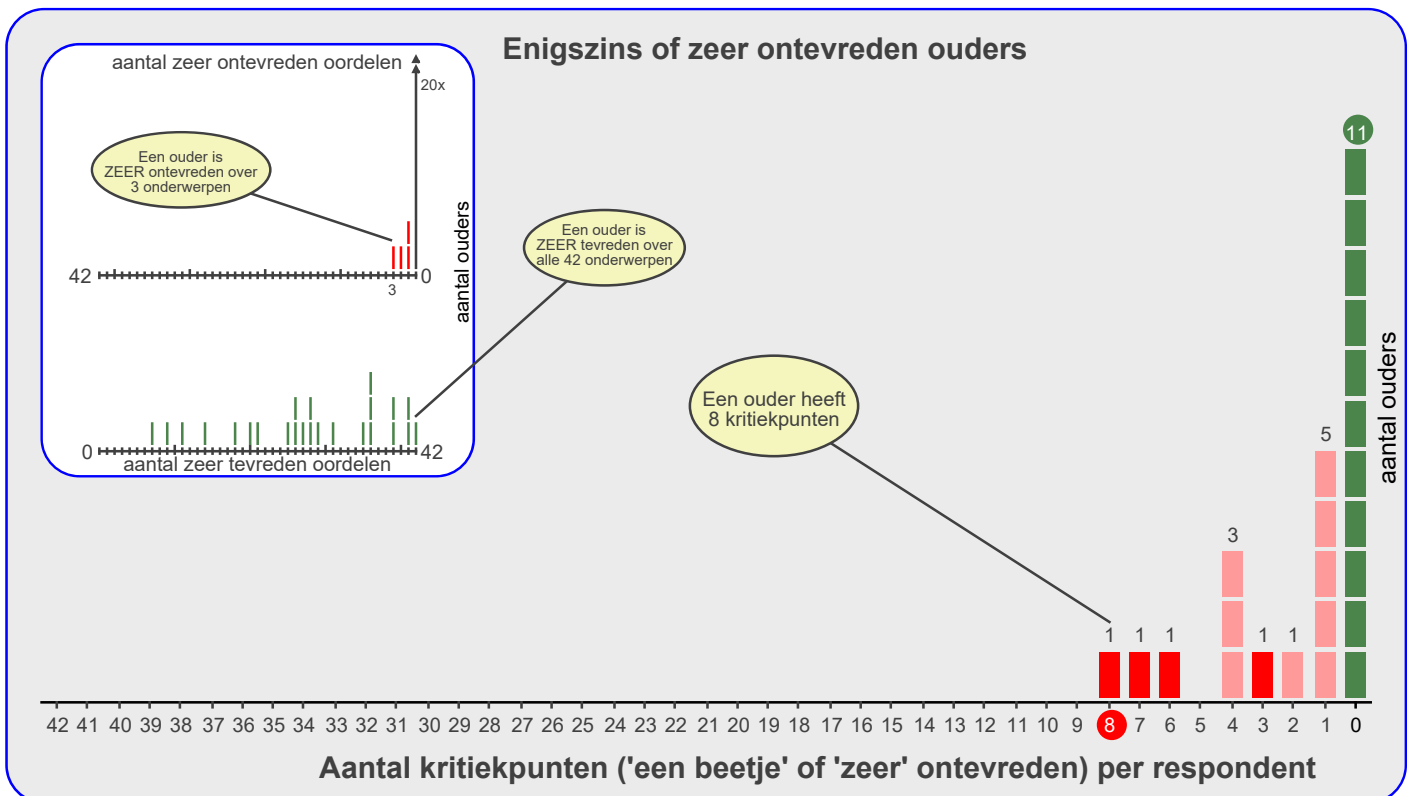 Enigszins of zeer ontevreden ouders
aantal zeer ontevreden oordelen
20x
Een ouder is
ZEER ontevreden over
3 onderwerpen
42
0
3
aantal ouders
Een ouder is
ZEER tevreden over
alle 42 onderwerpen
0
42
aantal zeer tevreden oordelen
Een ouder heeft
8 kritiekpunten
11
aantal ouders
5
3
1 1 1 1 1
42 41 40 39 38 37 36 35 34 33 32 31 30 29 28 27 26 25 24 23 22 21 20 19 18 17 16 15 14 13 12 11 10 9 8 7 6 5 4 3 2 1 0
Aantal kritiekpunten ('een beetje' of 'zeer' ontevreden) per respondent